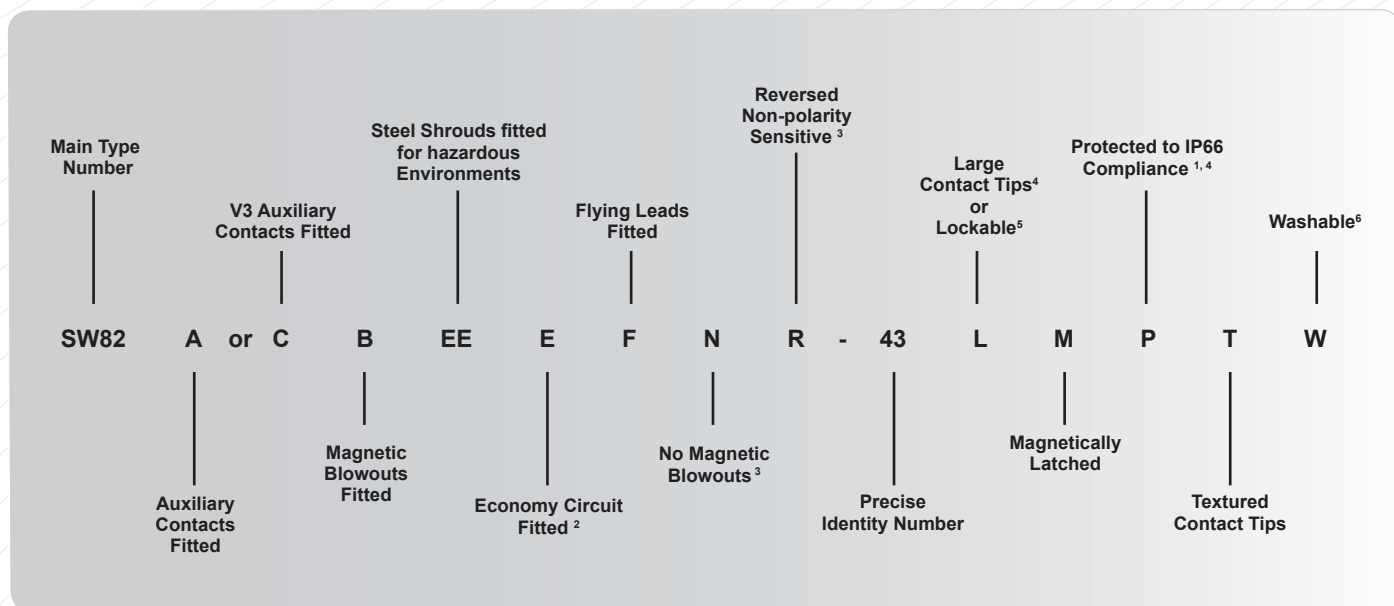 Main Type
Number
V3 Auxiliary
Contacts Fitted
Steel Shrouds fitted
for hazardous
Environments
Flying Leads
Fitted
Reversed
Non-polarity
Sensitive ³
Large
Contact Tips⁴
or
Lockable⁵
Protected to IP66
Compliance ¹, ⁴
Washable⁶
SW82 A or C B EE E F N R - 43 L M P T W
Auxiliary
Contacts
Fitted
Magnetic
Blowouts
Fitted
Economy Circuit
Fitted ²
No Magnetic
Blowouts ³
Precise
Identity Number
Magnetically
Latched
Textured
Contact Tips